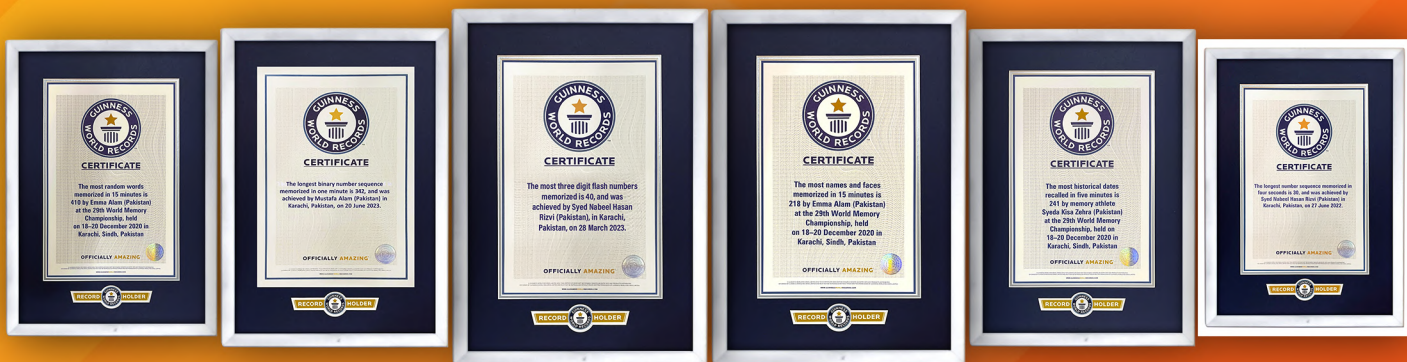 GUINNESS
WORLD RECORDS
CERTIFICATE
The most random words
memorized in 15 minutes is
410 by Emma Alam (Pakistan)
at the 29th World Memory
Championship, held
on 18–20 December 2020 in
Karachi, Sindh, Pakistan
OFFICIALLY AMAZING
RECORD HOLDER
GUINNESS
WORLD RECORDS
CERTIFICATE
The longest binary number sequence
memorized in one minute is 342, and was
achieved by Mustafa Alam (Pakistan) in
Karachi, Pakistan, on 20 June 2023.
OFFICIALLY AMAZING
RECORD HOLDER
GUINNESS
WORLD RECORDS
CERTIFICATE
The most three digit flash numbers
memorized is 40, and was
achieved by Syed Nabeel Hasan
Rizvi (Pakistan), in Karachi,
Pakistan, on 28 March 2023.
OFFICIALLY AMAZING
RECORD HOLDER
GUINNESS
WORLD RECORDS
CERTIFICATE
The most names and faces
memorized in 15 minutes is
218 by Emma Alam (Pakistan)
at the 29th World Memory
Championship, held
on 18–20 December 2020 in
Karachi, Sindh, Pakistan
OFFICIALLY AMAZING
RECORD HOLDER
GUINNESS
WORLD RECORDS
CERTIFICATE
The most historical dates
recalled in five minutes is
241 by memory athlete
Syeda Kisa Zehra (Pakistan)
at the 29th World Memory
Championship, held on
18–20 December 2020 in
Karachi, Sindh, Pakistan
OFFICIALLY AMAZING
RECORD HOLDER
GUINNESS
WORLD RECORDS
CERTIFICATE
The longest number sequence memorized in
four seconds is 30, and was achieved by
Syed Nabeel Hasan Rizvi (Pakistan) in
Karachi, Pakistan, on 27 June 2022.
OFFICIALLY AMAZING
RECORD HOLDER